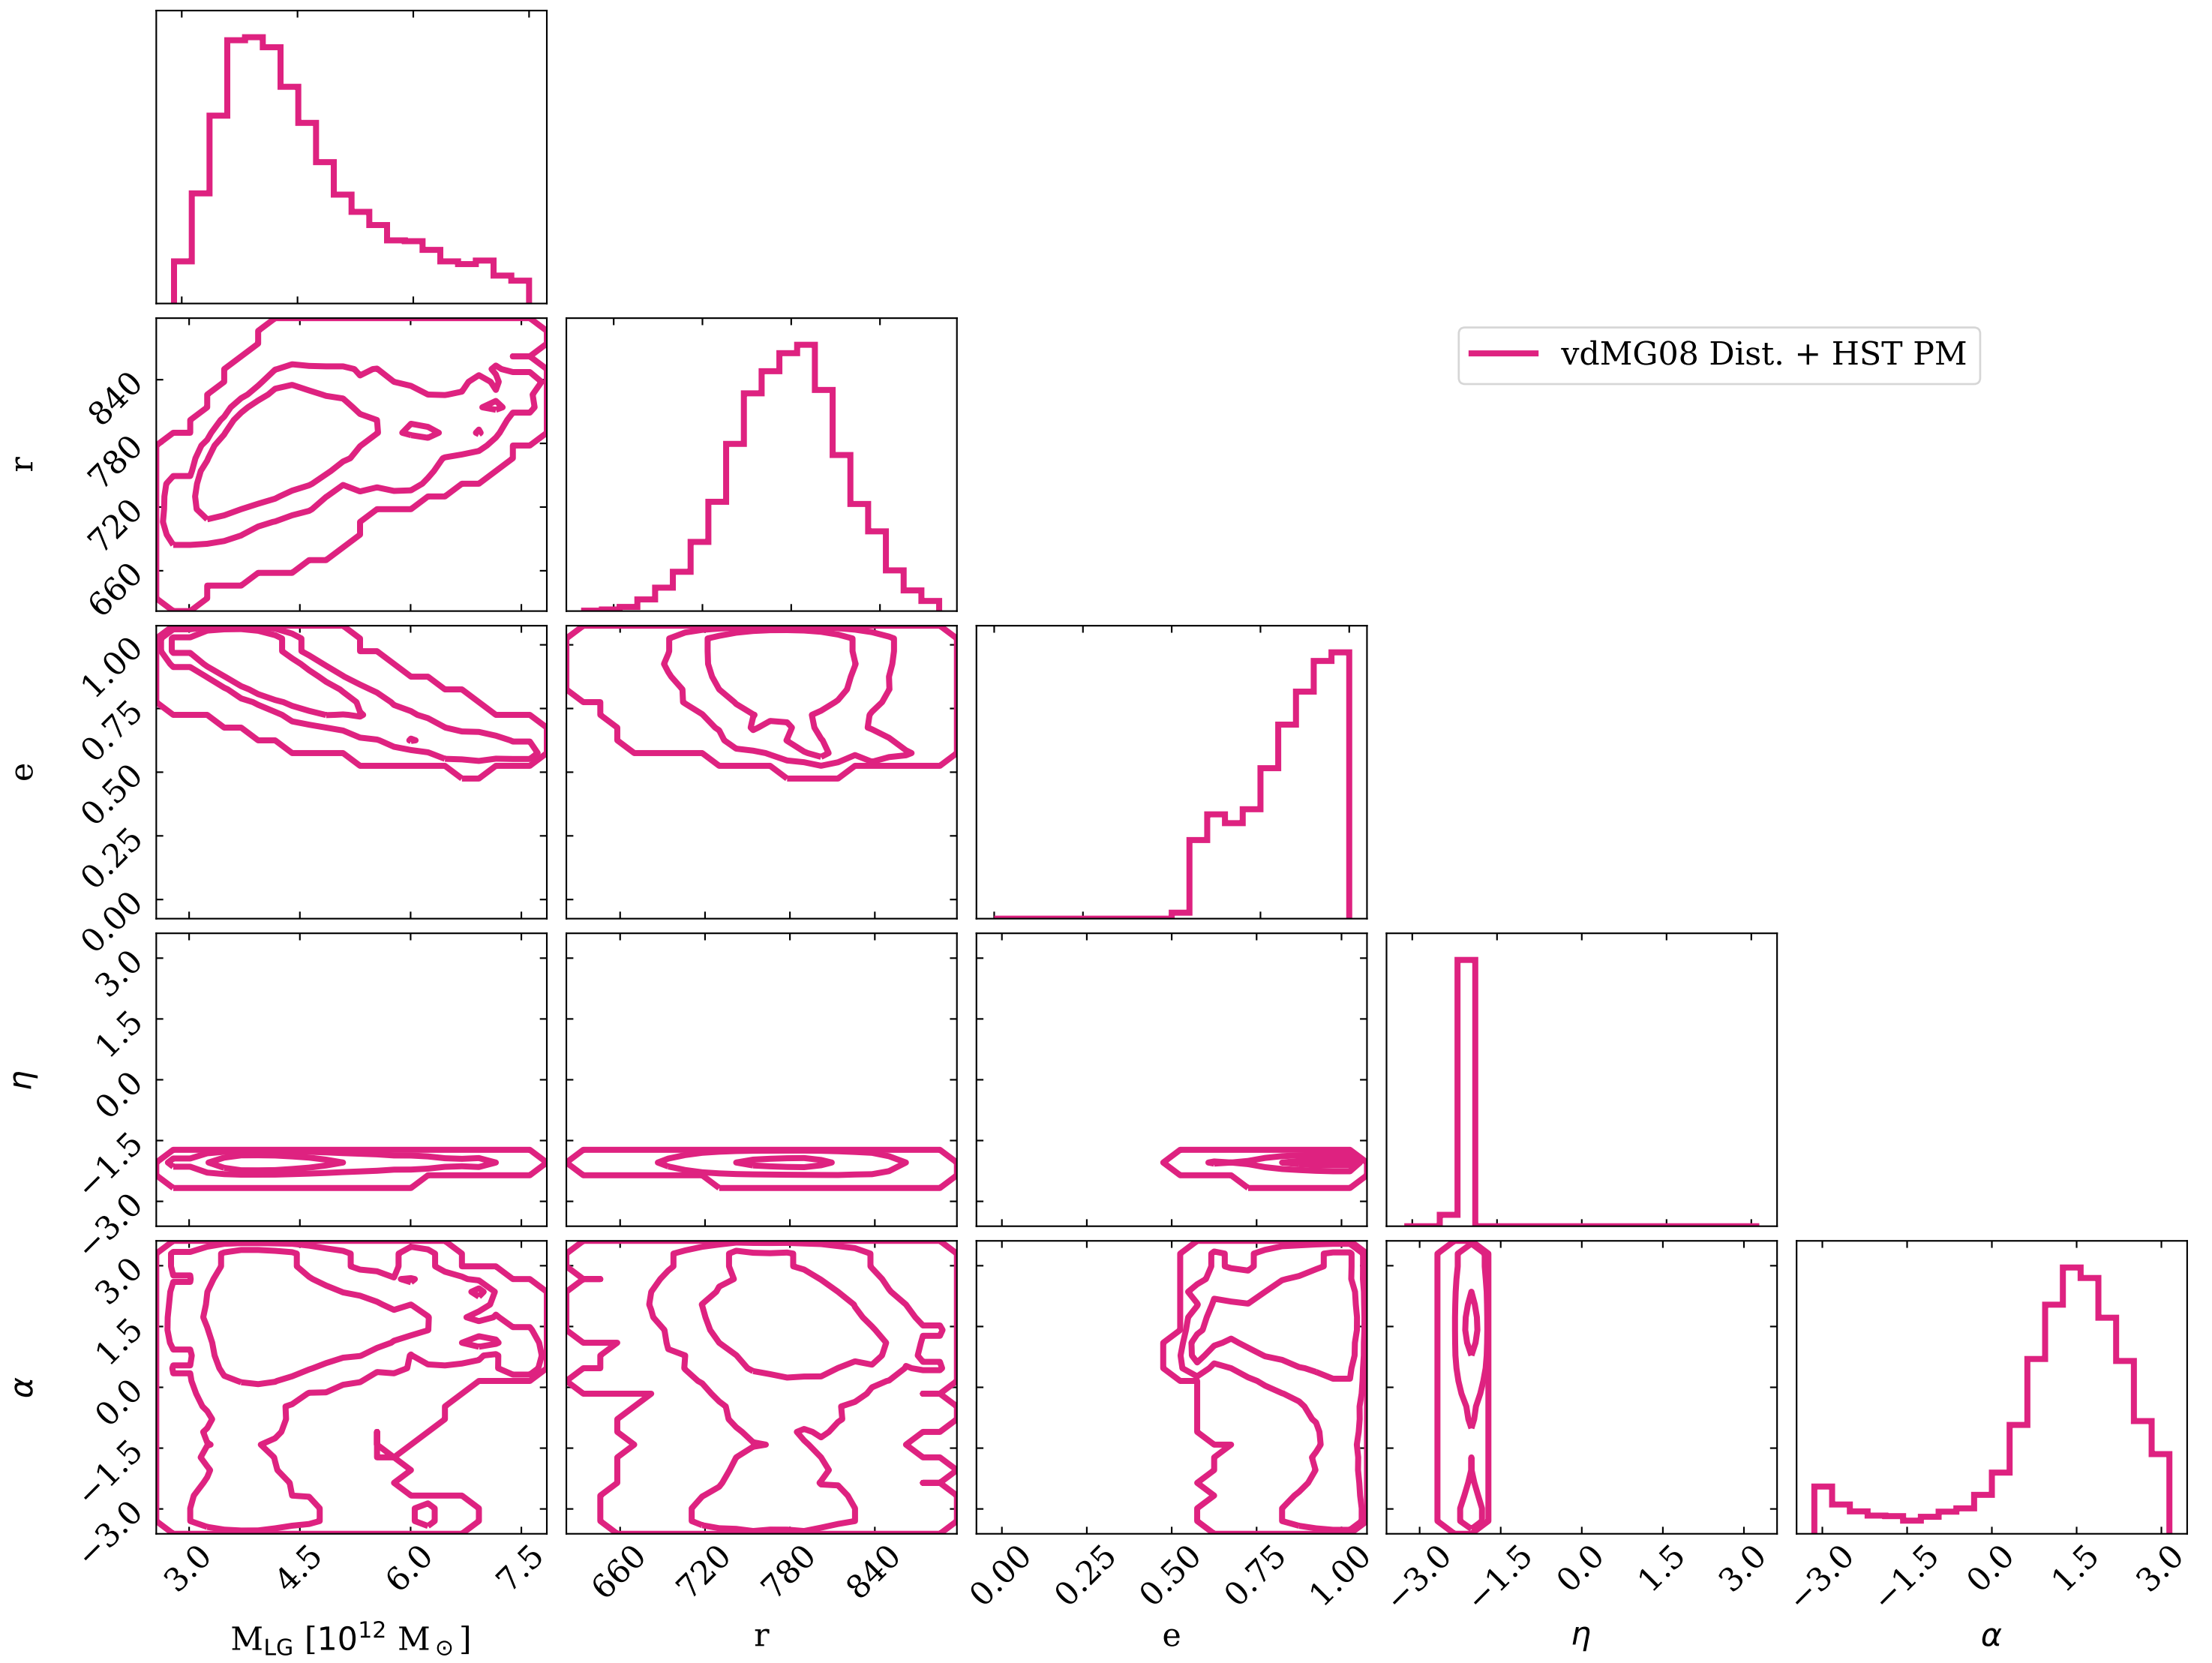 vdMG08 Dist. + HST PM
r
840
780
720
660
e
1.00
0.75
0.50
0.25
0.00
η
3.0
1.5
0.0
−1.5
−3.0
α
3.0
1.5
0.0
−1.5
−3.0
3.0 4.5 6.0 7.5 660 720 780 840 0.00 0.25 0.50 0.75 1.00 −3.0 −1.5 0.0 1.5 3.0 −3.0 −1.5 0.0 1.5 3.0
M_LG [10^12 M_⊙] r e η α